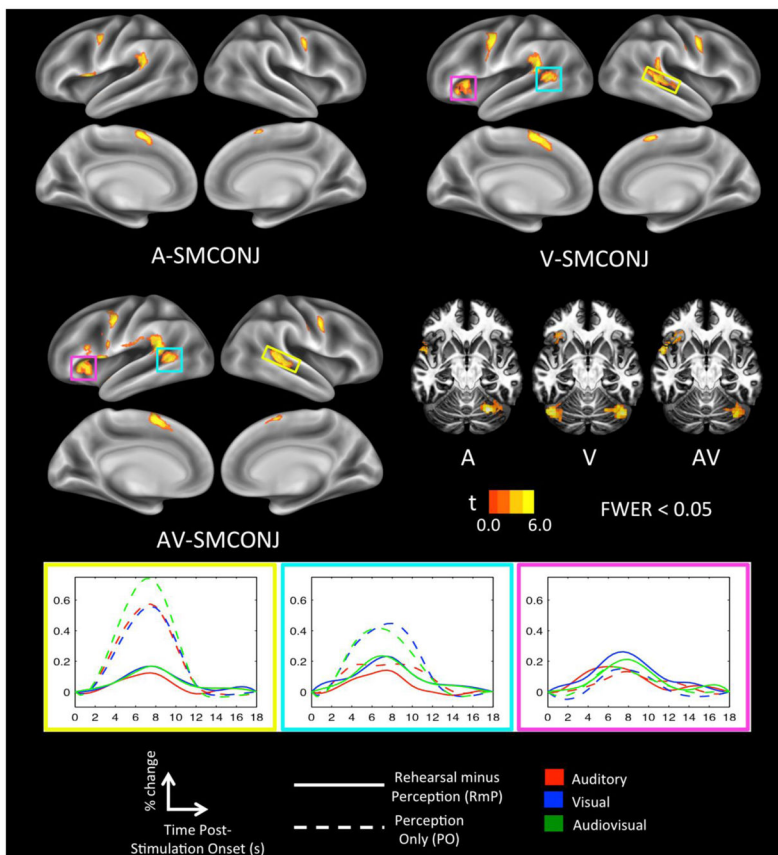 A-SMCONJ
V-SMCONJ
AV-SMCONJ
A
V
AV
t
0.0 6.0
FWER < 0.05
0.6
0.4
0.2
0
0 2 4 6 8 10 12 14 16 18
0.6
0.4
0.2
0
0 2 4 6 8 10 12 14 16 18
0.6
0.4
0.2
0
0 2 4 6 8 10 12 14 16 18
% change
Time Post-
Stimulation Onset (s)
Rehearsal minus
Perception (RmP)
Perception
Only (PO)
Auditory
Visual
Audiovisual